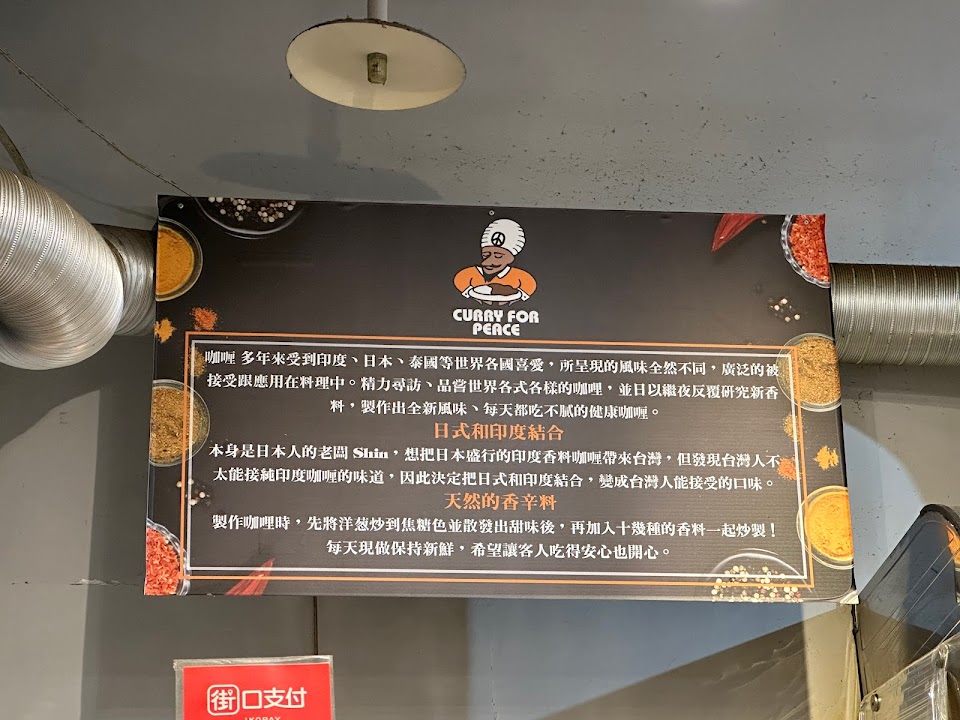 CURRY FOR
PEACE
咖喱 多年來受到印度、日本、泰國等世界各國喜愛，所呈現的風味全然不同，廣泛的被
接受跟應用在料理中。精力尋訪、品嘗世界各式各樣的咖哩，並日以繼夜反覆研究新香
料，製作出全新風味、每天都吃不膩的健康咖喱。
日式和印度結合
本身是日本人的老闆 Shin，想把日本盛行的印度香料咖喱帶來台灣，但發現台灣人不
太能接純印度咖喱的味道，因此決定把日式和印度結合，變成台灣人能接受的口味。
天然的香辛料
製作咖喱時，先將洋葱炒到焦糖色並散發出甜味後，再加入十幾種的香料一起炒製！
每天現做保持新鮮，希望讓客人吃得安心也開心。
街口支付
JKOPAY